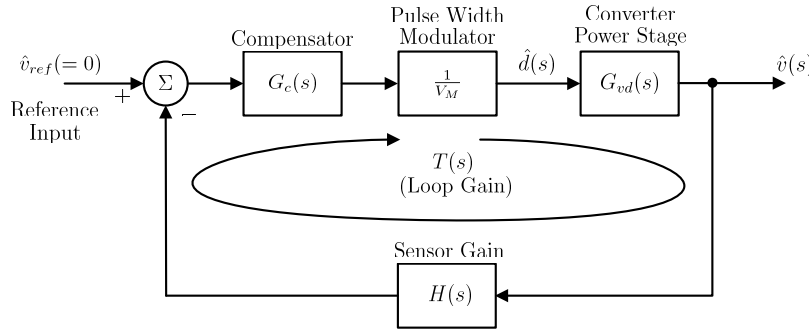 Pulse Width
Modulator
Converter
Power Stage
Compensator
v̂_ref(= 0)
Σ
+
−
G_c(s)
1/V_M
d̂(s)
G_vd(s)
v̂(s)
Reference
Input
T(s)
(Loop Gain)
Sensor Gain
H(s)